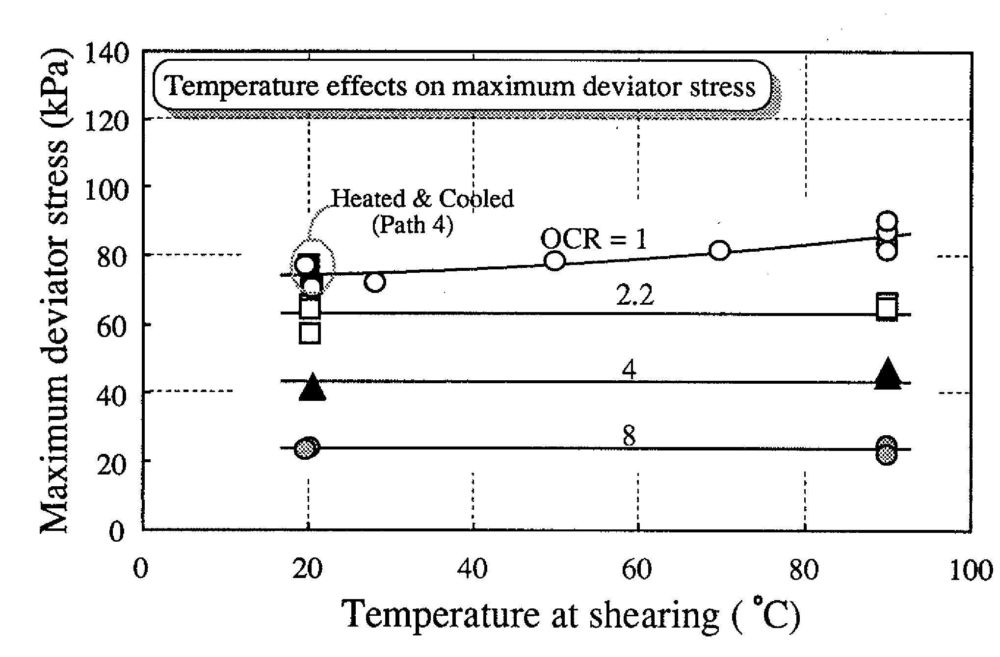 Temperature effects on maximum deviator stress
Maximum deviator stress (kPa)
140
120
100
80
60
40
20
0
Heated & Cooled
(Path 4)
OCR = 1
2.2
4
8
0 20 40 60 80 100
Temperature at shearing ( °C)